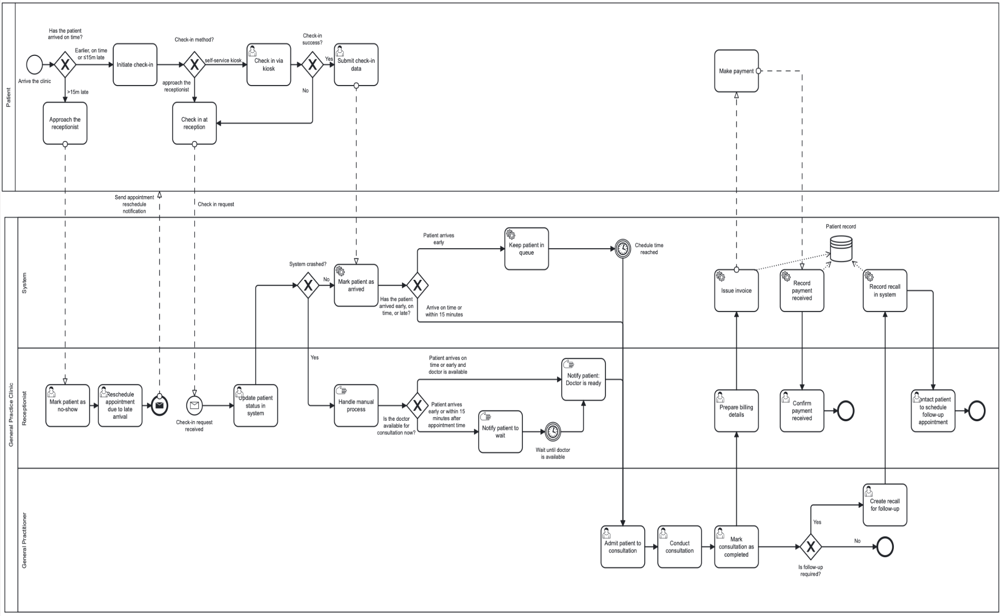 Patient
Has the patient
arrived on time?
Earlier, on time
or ≤15m late
Arrive the clinic
>15m late
Approach the
receptionist
Initiate check-in
Check-in method?
self-service kiosk
approach the
receptionist
Check in at
reception
Check in via
kiosk
Check-in
success?
Yes
No
Submit check-in
data
Make payment
Send appointment
reschedule
notification
Check in request
General Practice Clinic
System
System crashed?
No
Yes
Mark patient as
arrived
Has the patient
arrived early, on
time, or late?
Patient arrives
early
Arrive on time or
within 15 minutes
Keep patient in
queue
Chedule time
reached
Issue invoice
Record
payment
received
Patient record
Record recall
in system
Receptionist
Mark patient as
no-show
Reschedule
appointment
due to late
arrival
Check-in request
received
Update patient
status in
system
Handle manual
process
Is the doctor
available for
consultation now?
Patient arrives on
time or early and
doctor is available
Patient arrives
early or within 15
minutes after
appointment time
Notify patient to
wait
Wait until doctor
is available
Notify patient:
Doctor is ready
Prepare billing
details
Confirm
payment
received
ontact patient
to schedule
follow-up
appointment
General Practitioner
Admit patient to
consultation
Conduct
consultation
Mark
consultation as
completed
Is follow-up
required?
Yes
No
Create recall
for follow-up